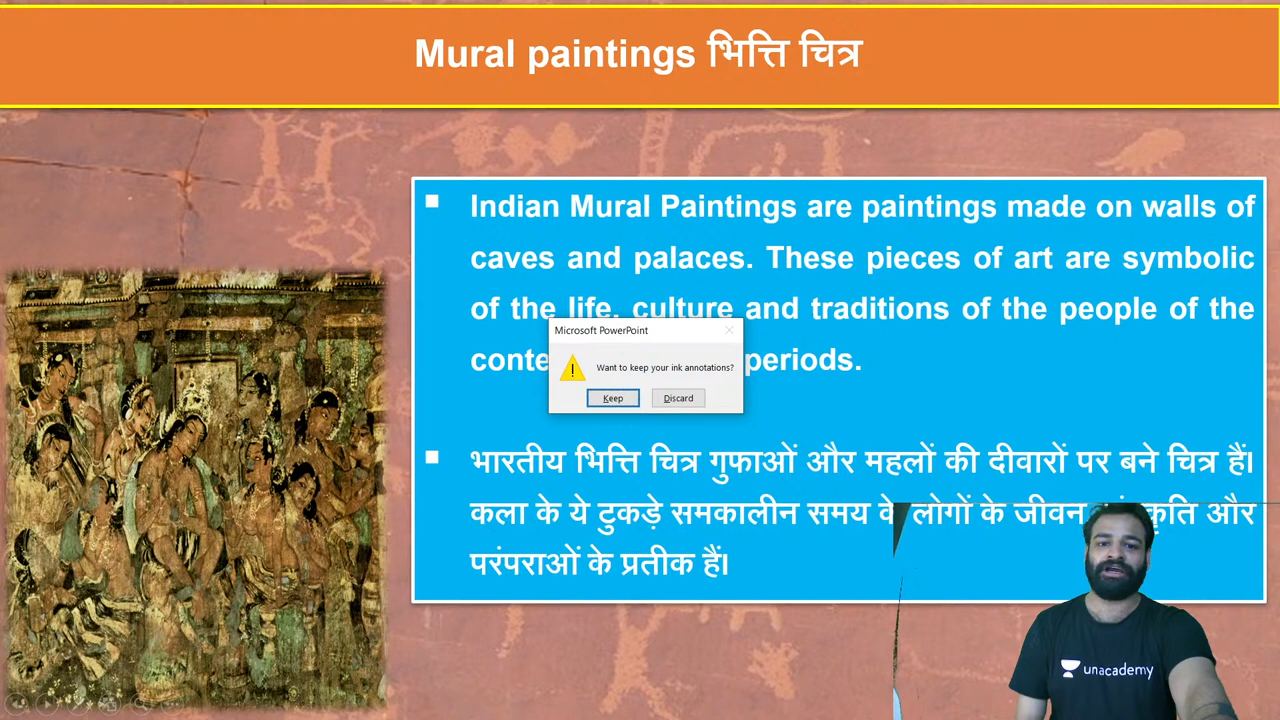 Mural paintings भित्ति चित्र
Indian Mural Paintings are paintings made on walls of
caves and palaces. These pieces of art are symbolic
of the life, culture and traditions of the people of the
periods.
Microsoft PowerPoint
Want to keep your ink annotations?
Keep Discard
भारतीय भित्ति चित्र गुफाओं और महलों की दीवारों पर बने चित्र हैं।
कला के ये टुकड़े समकालीन समय के लोगों के जीवन और
परंपराओं के प्रतीक हैं।
unacademy